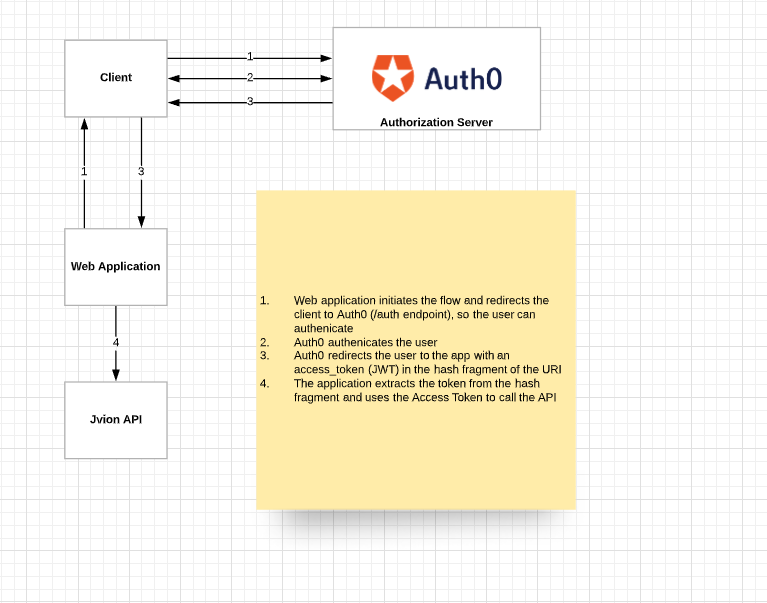 1
Client
2
Auth0
3
Authorization Server
1
3
Web Application
4
Jvion API
1. Web application initiates the flow and redirects the
client to Auth0 (/auth endpoint), so the user can
authenicate
2. Auth0 authenicates the user
3. Auth0 redirects the user to the app with an
access_token (JWT) in the hash fragment of the URI
4. The application extracts the token from the hash
fragment and uses the Access Token to call the API